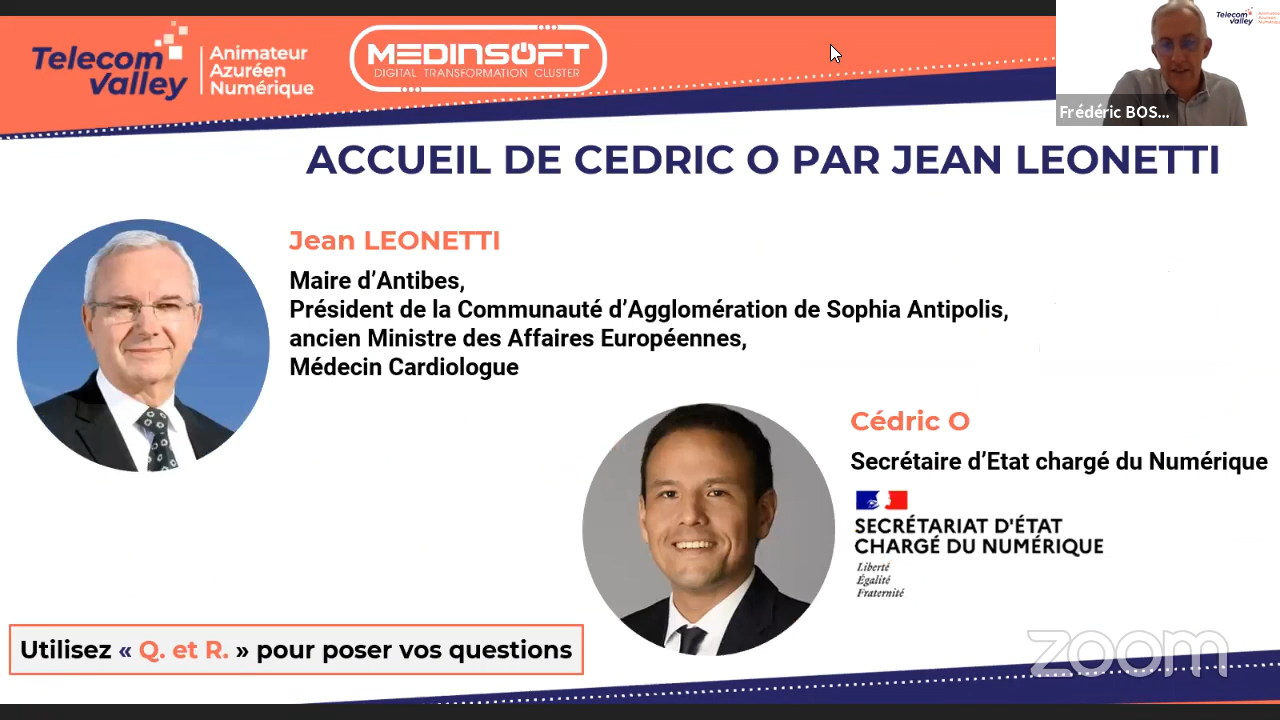 Telecom
valley
Animateur
Azuréen
Numérique
MEDINSOFT
DIGITAL TRANSFORMATION CLUSTER
Telecom
valley
Frédéric BOS...
ACCUEIL DE CEDRIC O PAR JEAN LEONETTI
Jean LEONETTI
Maire d’Antibes,
Président de la Communauté d’Agglomération de Sophia Antipolis,
ancien Ministre des Affaires Européennes,
Médecin Cardiologue
Cédric O
Secrétaire d’Etat chargé du Numérique
SECRÉTARIAT D'ÉTAT
CHARGÉ DU NUMÉRIQUE
Liberté
Égalité
Fraternité
Utilisez « Q. et R. » pour poser vos questions
zoom